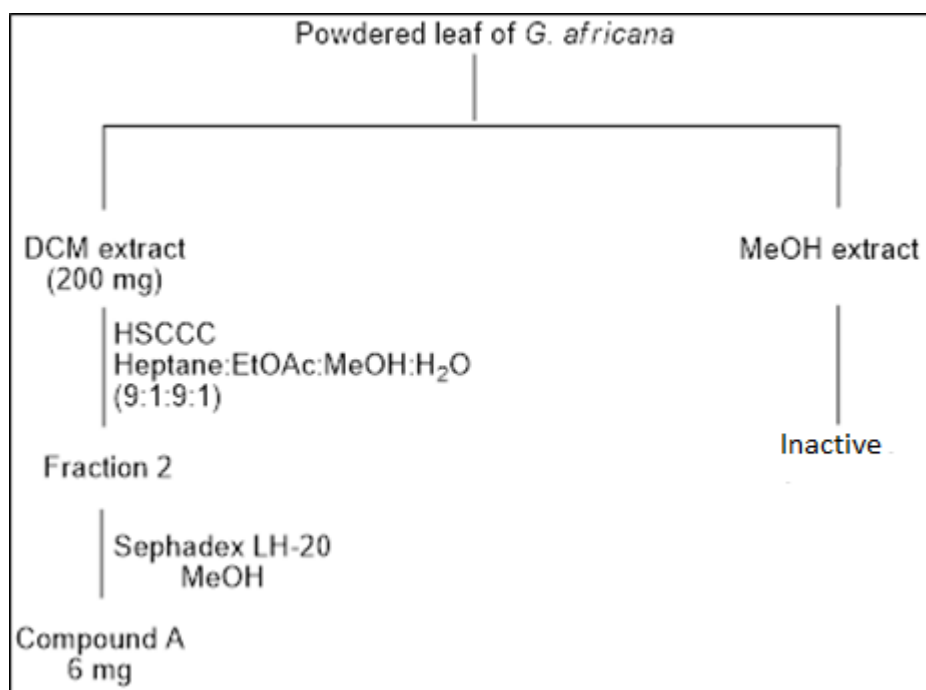 Powdered leaf of G. africana
DCM extract
(200 mg)
MeOH extract
HSCCC
Heptane:EtOAc:MeOH:H₂O
(9:1:9:1)
Inactive
Fraction 2
Sephadex LH-20
MeOH
Compound A
6 mg